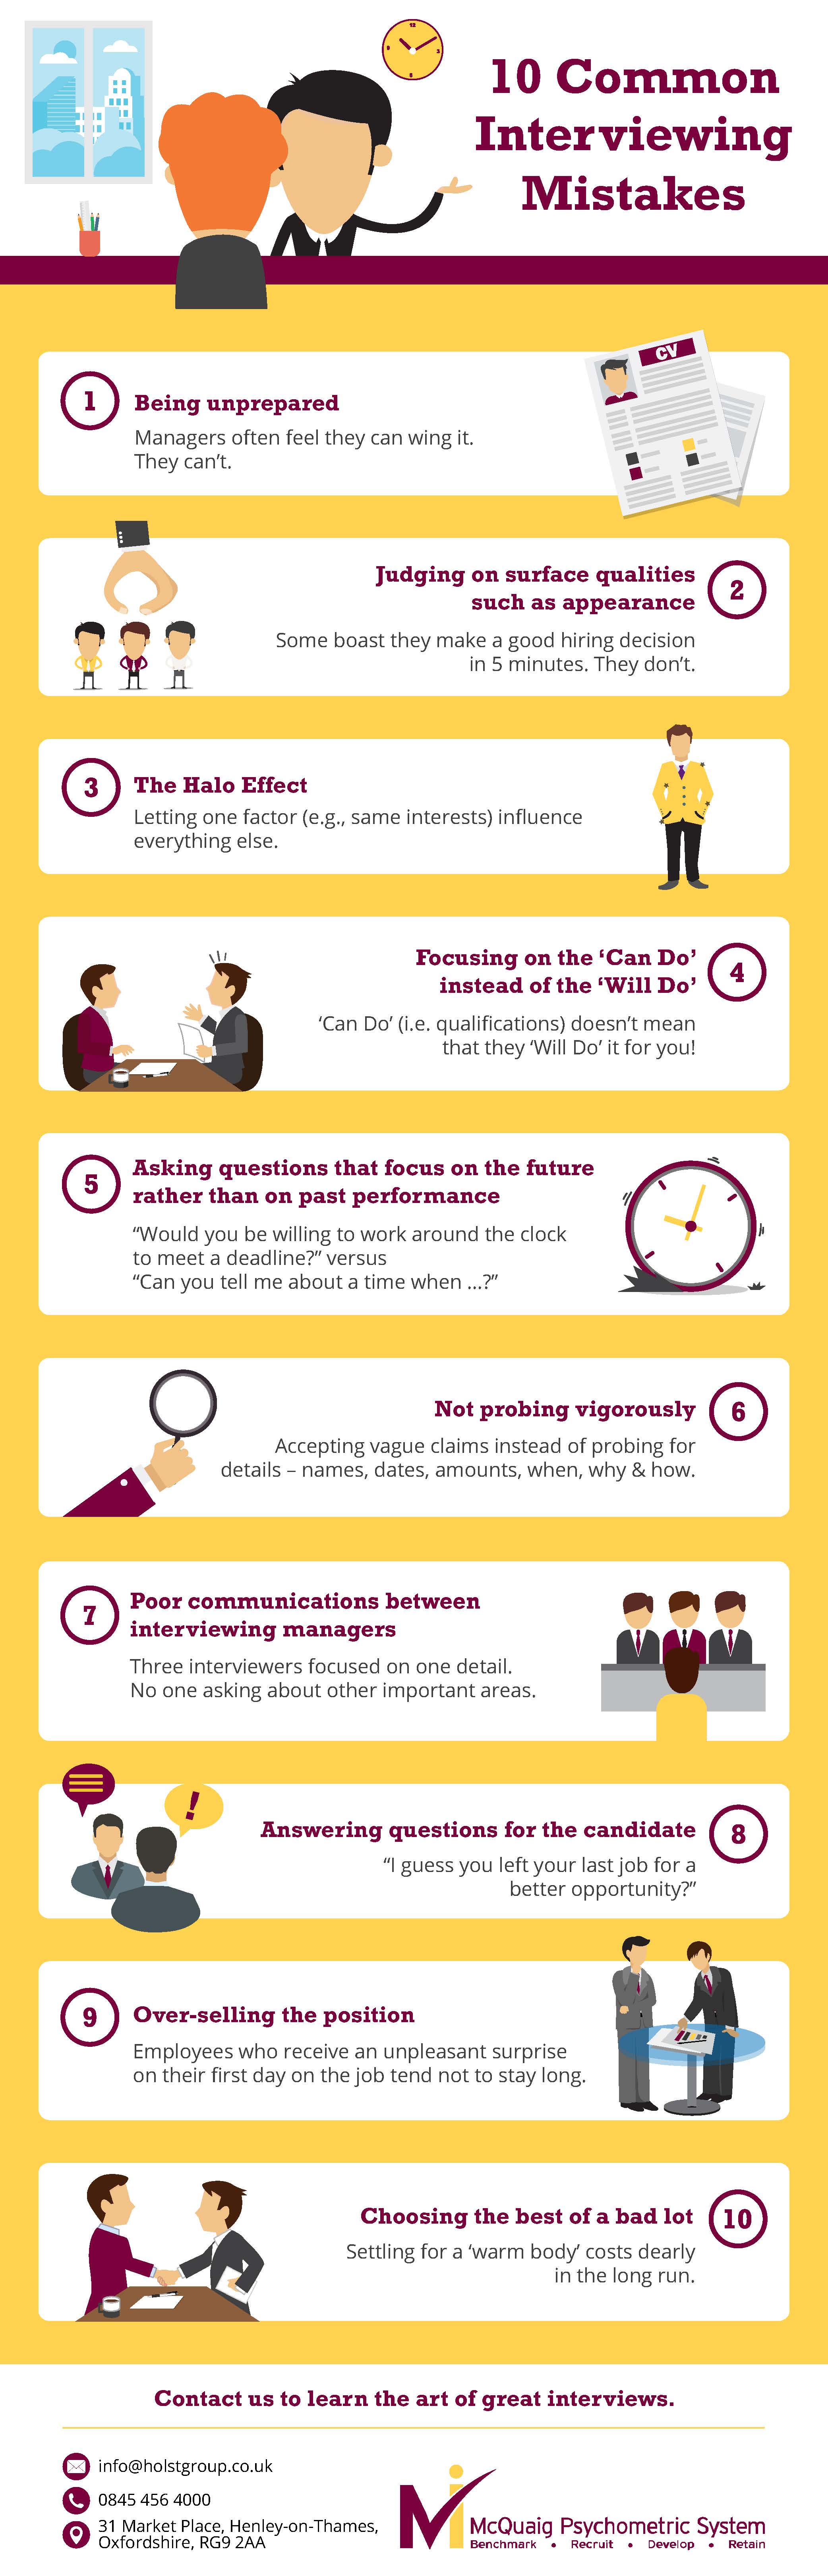 10 Common
Interviewing
Mistakes
12
3
6
9
CV
1
Being unprepared
Managers often feel they can wing it.
They can’t.
Judging on surface qualities
such as appearance
2
Some boast they make a good hiring decision
in 5 minutes. They don’t.
3
The Halo Effect
Letting one factor (e.g., same interests) influence
everything else.
Focusing on the ‘Can Do’
instead of the ‘Will Do’
4
‘Can Do’ (i.e. qualifications) doesn’t mean
that they ‘Will Do’ it for you!
5
Asking questions that focus on the future
rather than on past performance
“Would you be willing to work around the clock
to meet a deadline?” versus
“Can you tell me about a time when ...?”
Not probing vigorously
6
Accepting vague claims instead of probing for
details – names, dates, amounts, when, why & how.
7
Poor communications between
interviewing managers
Three interviewers focused on one detail.
No one asking about other important areas.
!
Answering questions for the candidate
8
“I guess you left your last job for a
better opportunity?”
9
Over-selling the position
Employees who receive an unpleasant surprise
on their first day on the job tend not to stay long.
Choosing the best of a bad lot
10
Settling for a ‘warm body’ costs dearly
in the long run.
Contact us to learn the art of great interviews.
info@holstgroup.co.uk
0845 456 4000
31 Market Place, Henley-on-Thames,
Oxfordshire, RG9 2AA
Mi
McQuaig Psychometric System
Benchmark • Recruit • Develop • Retain